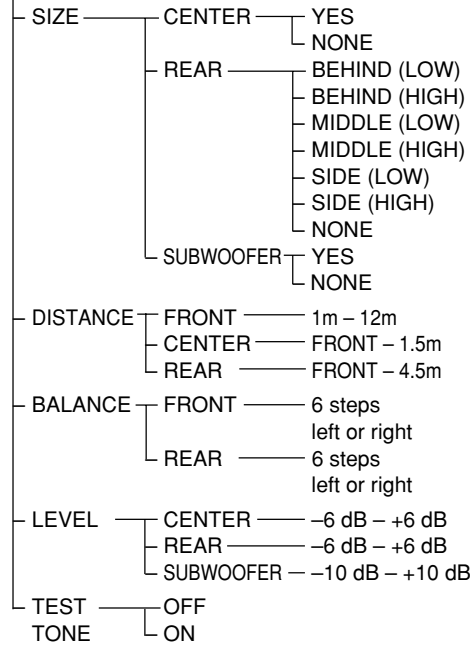 SIZE CENTER YES
NONE
REAR BEHIND (LOW)
BEHIND (HIGH)
MIDDLE (LOW)
MIDDLE (HIGH)
SIDE (LOW)
SIDE (HIGH)
NONE
SUBWOOFER YES
NONE
DISTANCE FRONT 1m – 12m
CENTER FRONT – 1.5m
REAR FRONT – 4.5m
BALANCE FRONT 6 steps
left or right
REAR 6 steps
left or right
LEVEL CENTER –6 dB – +6 dB
REAR –6 dB – +6 dB
SUBWOOFER –10 dB – +10 dB
TEST OFF
TONE ON